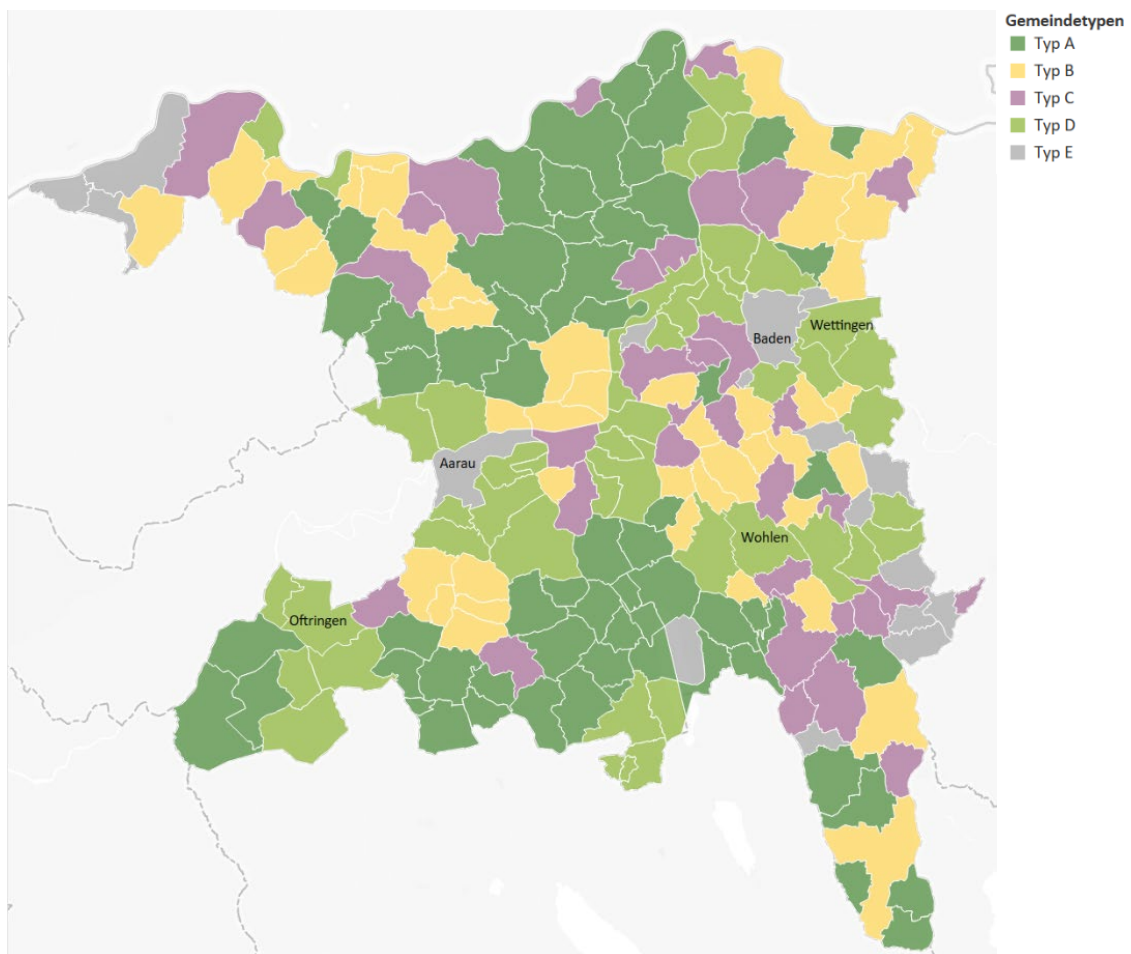 Gemeindetypen
Typ A
Typ B
Typ C
Typ D
Typ E
Wettingen
Baden
Aarau
Wohlen
Oftringen